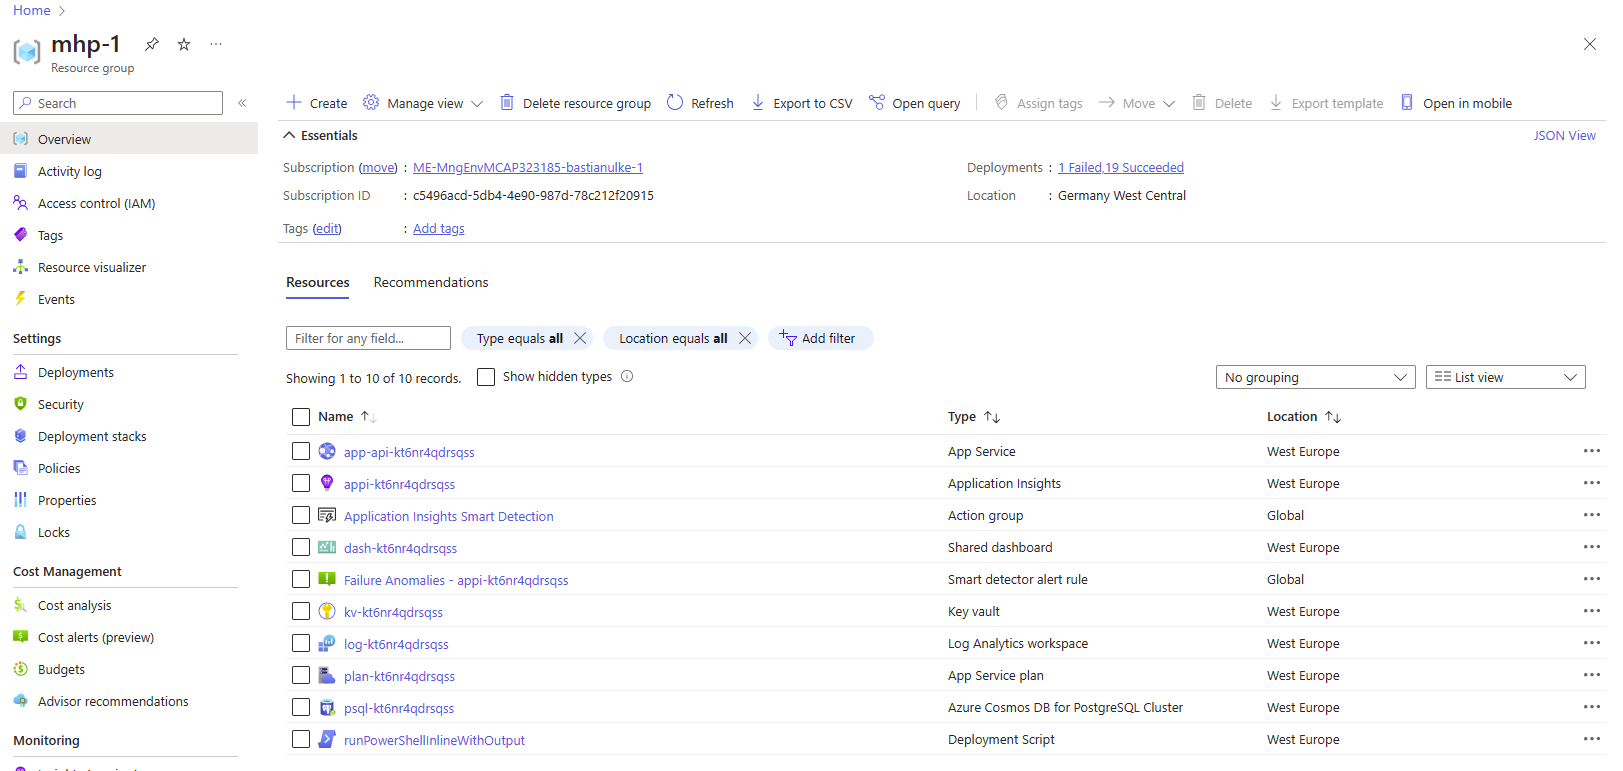 Home
mhp-1
Resource group
Search
Create
Manage view
Delete resource group
Refresh
Export to CSV
Open query
Assign tags
Move
Delete
Export template
Open in mobile
Essentials
JSON View
Subscription (move) : ME-MngEnvMCAP323185-bastianulke-1
Deployments : 1 Failed,19 Succeeded
Subscription ID : c5496acd-5db4-4e90-987d-78c212f20915
Location : Germany West Central
Tags (edit) : Add tags
Overview
Activity log
Access control (IAM)
Tags
Resource visualizer
Events
Settings
Deployments
Security
Deployment stacks
Policies
Properties
Locks
Cost Management
Cost analysis
Cost alerts (preview)
Budgets
Advisor recommendations
Monitoring
Resources
Recommendations
Filter for any field...
Type equals all
Location equals all
Add filter
Showing 1 to 10 of 10 records.
Show hidden types
No grouping
List view
Name Type Location
app-api-kt6nr4qdrsqss App Service West Europe
appi-kt6nr4qdrsqss Application Insights West Europe
Application Insights Smart Detection Action group Global
dash-kt6nr4qdrsqss Shared dashboard West Europe
Failure Anomalies - appi-kt6nr4qdrsqss Smart detector alert rule Global
kv-kt6nr4qdrsqss Key vault West Europe
log-kt6nr4qdrsqss Log Analytics workspace West Europe
plan-kt6nr4qdrsqss App Service plan West Europe
psql-kt6nr4qdrsqss Azure Cosmos DB for PostgreSQL Cluster West Europe
runPowerShellInlineWithOutput Deployment Script West Europe